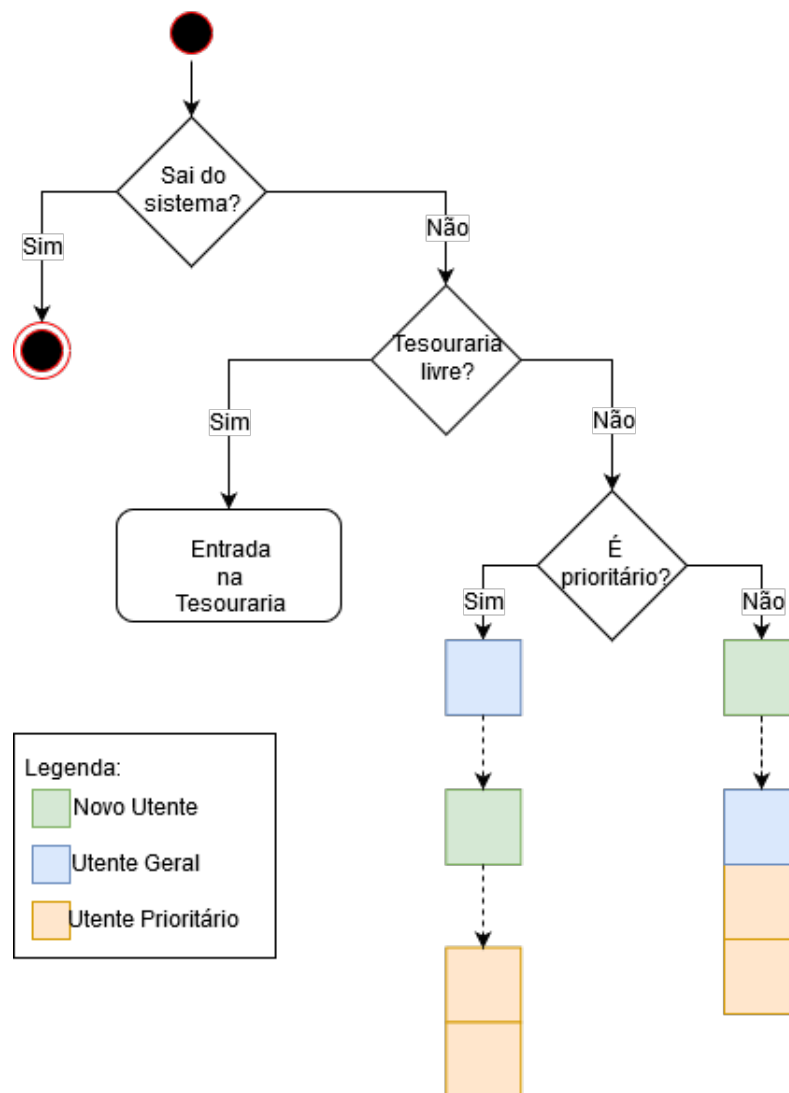 Sai do
sistema?
Sim
Não
Tesouraria
livre?
Sim
Não
Entrada
na
Tesouraria
É
prioritário?
Sim
Não
Legenda:
Novo Utente
Utente Geral
Utente Prioritário